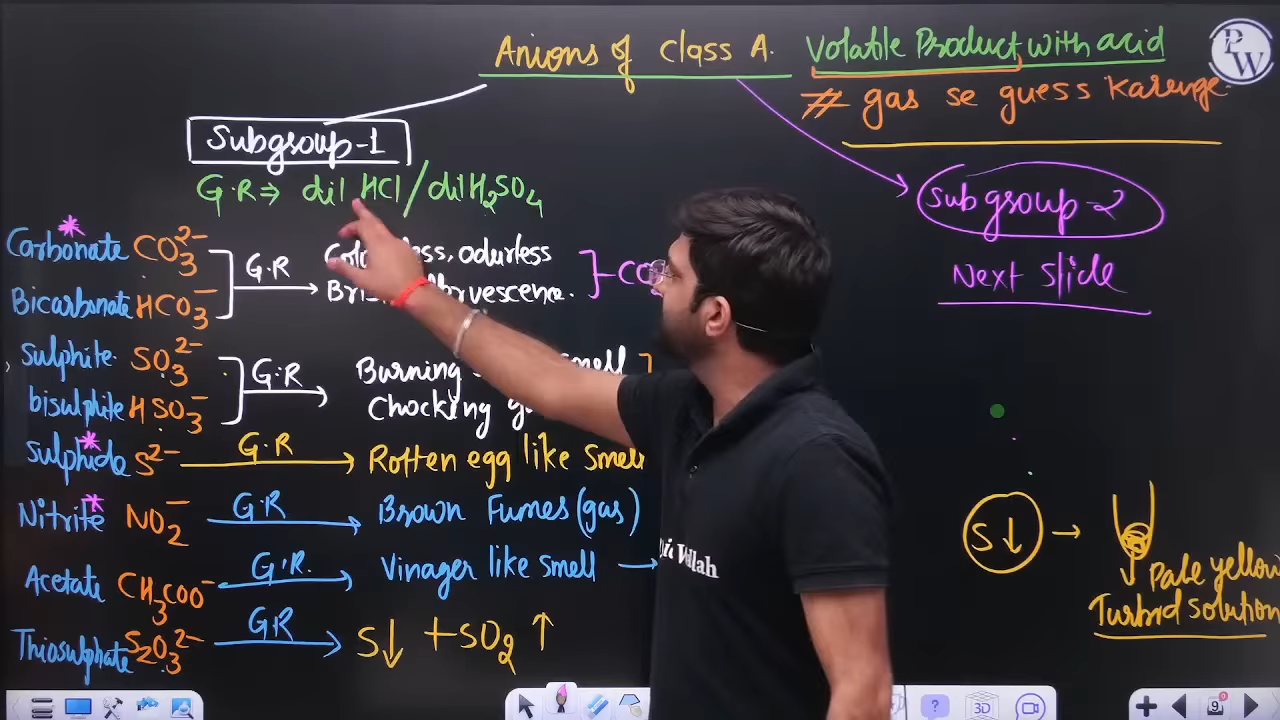 Anions of Class A. Volatile Product with acid
# gas se guess Karenge
PW
Subgroup-1
G.R ⇒ dil HCl / dil H2SO4
Subgroup-2
Next Slide
Carbonate CO3^2-
Bicarbonate HCO3^-
G.R
odurless
Sulphite SO3^2-
bisulphite HSO3^-
G.R
Burning
Chocking
Sulphide S^2- G.R Rotten egg like Smell
Nitrite NO2^- G.R Brown Fumes (gas)
Acetate CH3COO^- G.R. Vinager like smell →
Thiosulphate S2O3^2- G.R S↓ + SO2 ↑
S↓ →
Pale yellow
Turbid solution
3D
9